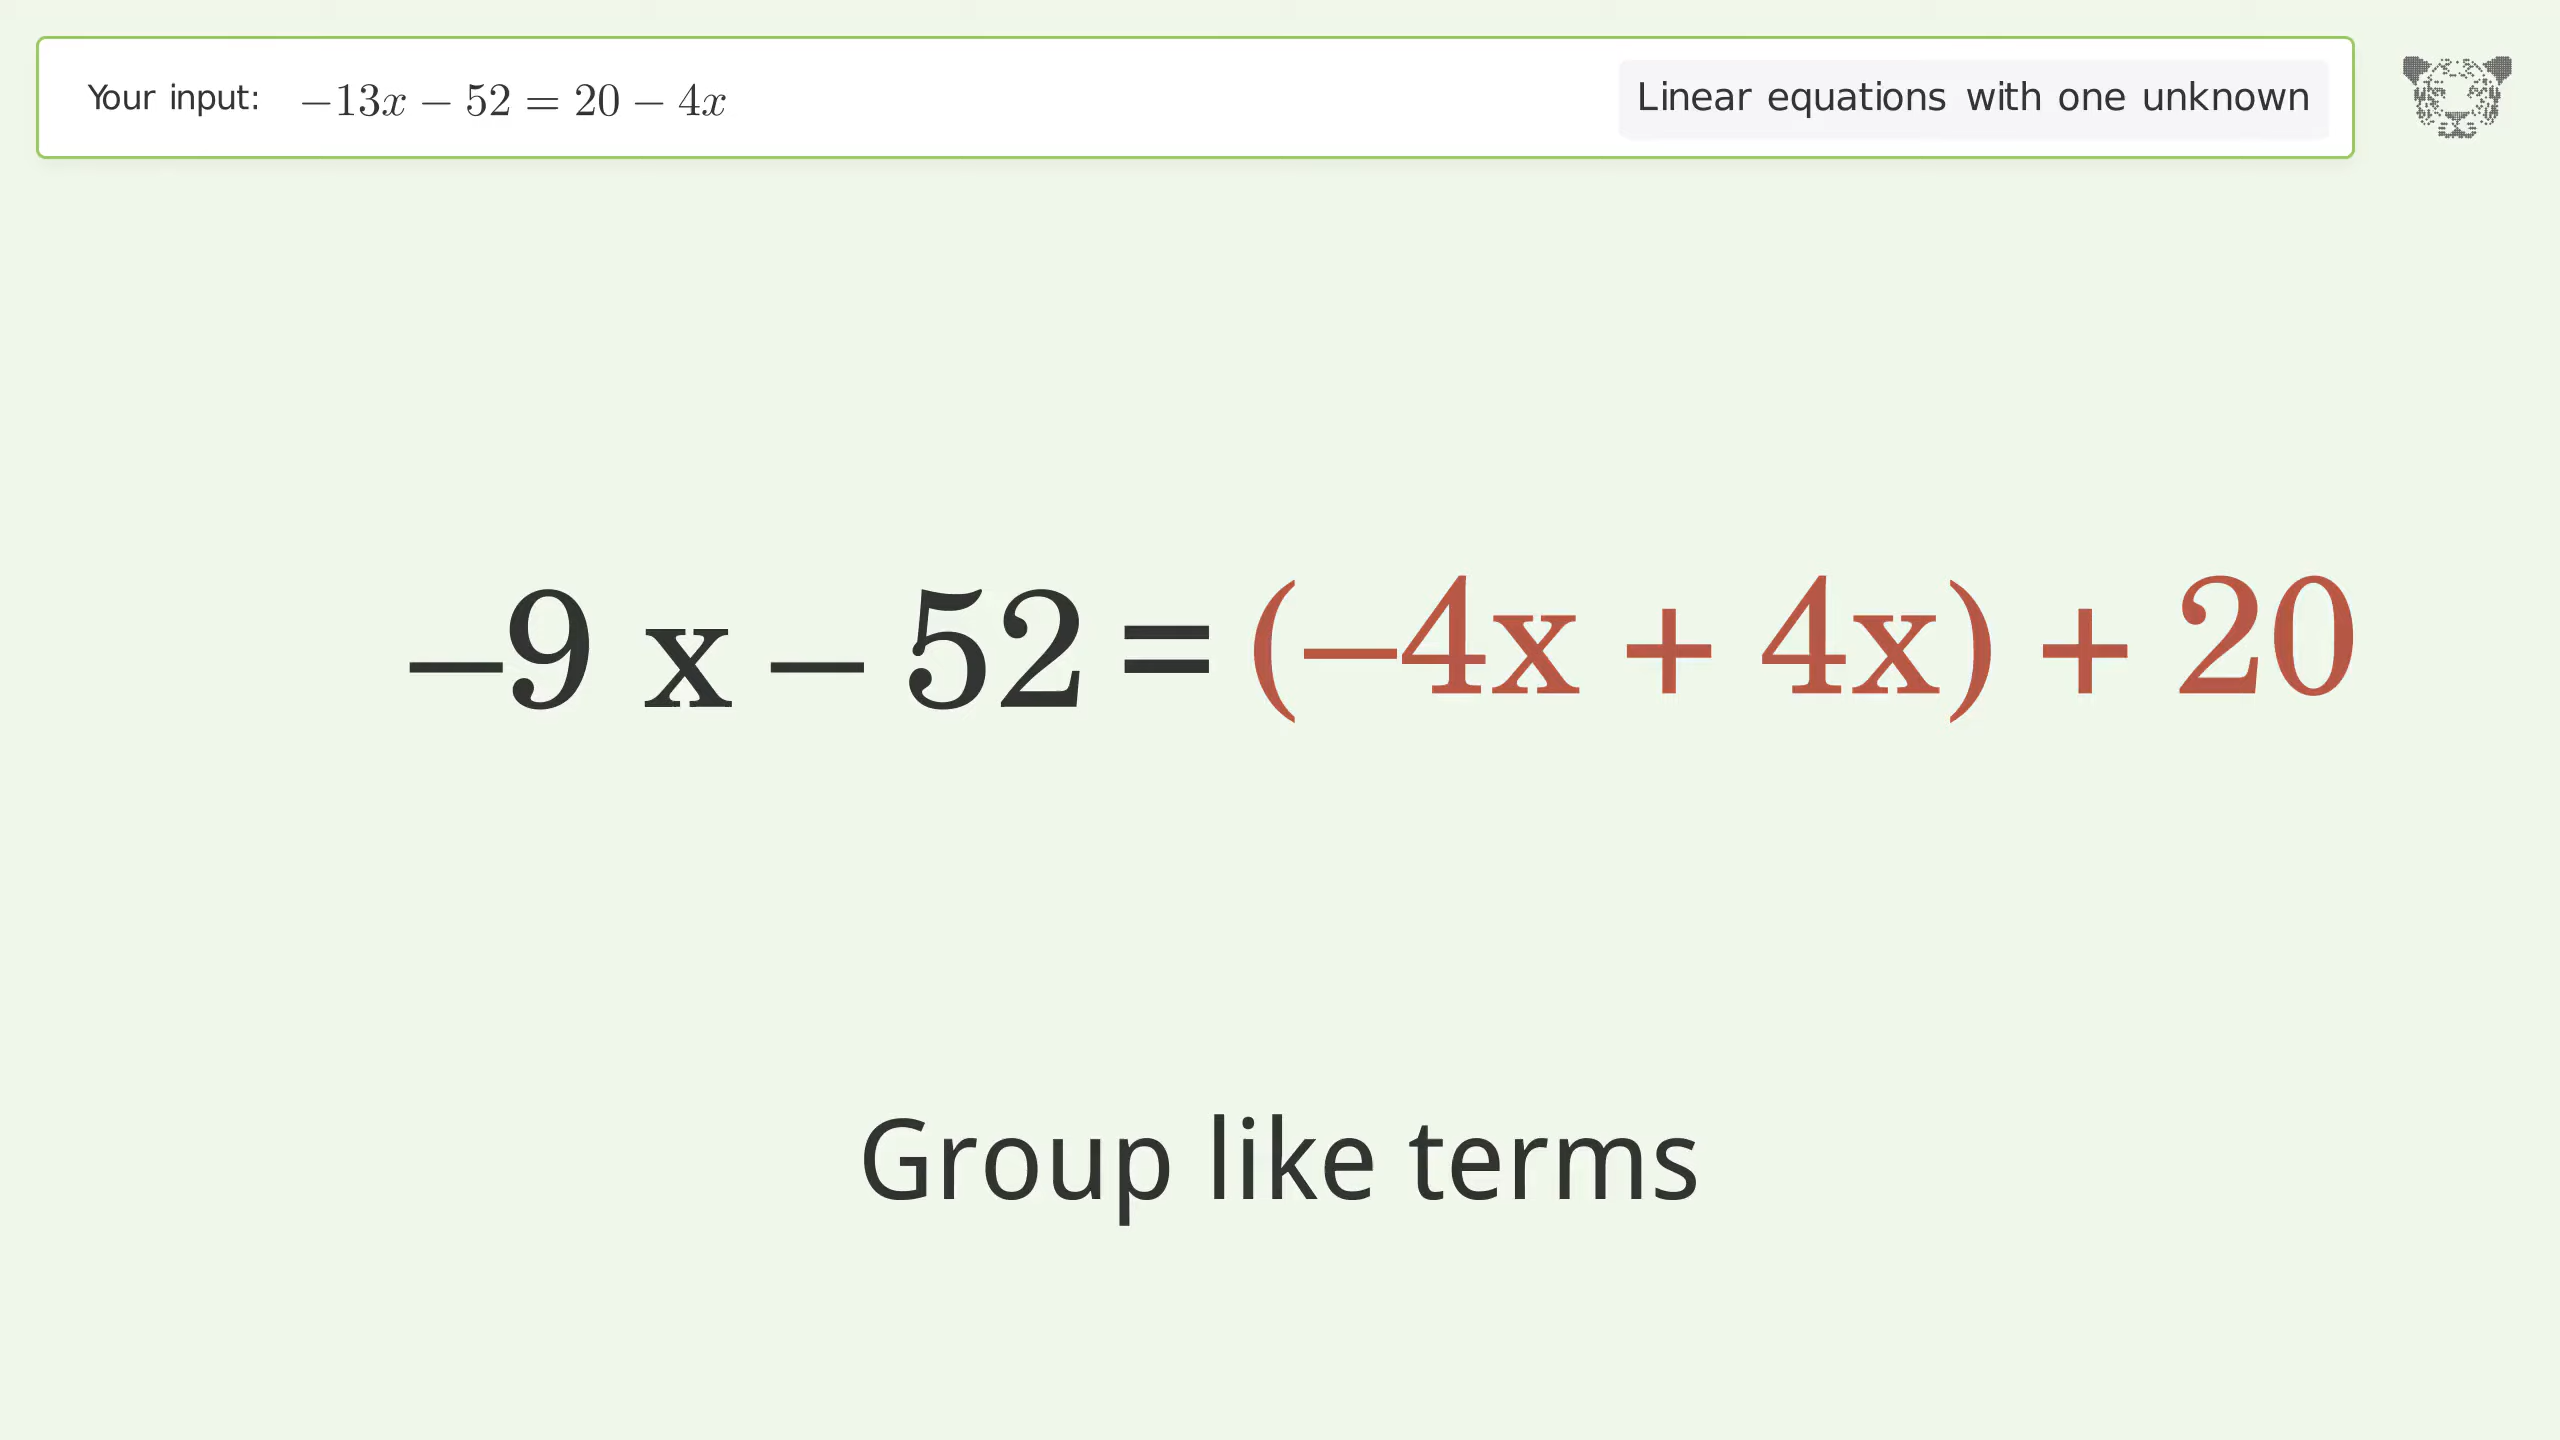 Your input: −13x − 52 = 20 − 4x
Linear equations with one unknown
−9 x − 52 = (−4x + 4x) + 20
Group like terms